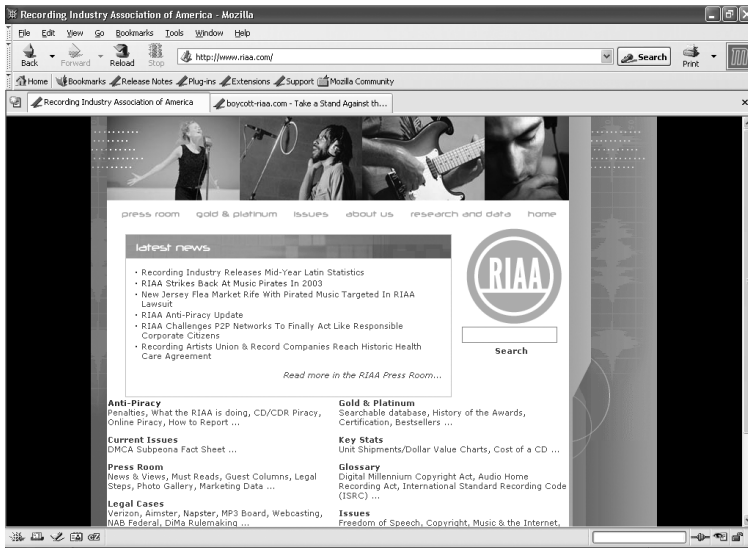 Recording Industry Association of America - Mozilla
File Edit View Go Bookmarks Tools Window Help
Back Forward Reload Stop http://www.riaa.com/ Search Print
Home Bookmarks Release Notes Plug-ins Extensions Support Mozilla Community
Recording Industry Association of America boycott-riaa.com - Take a Stand Against th...
press room gold & platinum issues about us research and data home
latest news
• Recording Industry Releases Mid-Year Latin Statistics
• RIAA Strikes Back At Music Pirates In 2003
• New Jersey Flea Market Rife With Pirated Music Targeted In RIAA
Lawsuit
• RIAA Anti-Piracy Update
• RIAA Challenges P2P Networks To Finally Act Like Responsible
Corporate Citizens
• Recording Artists Union & Record Companies Reach Historic Health
Care Agreement
Read more in the RIAA Press Room...
RIAA
Search
Anti-Piracy
Penalties, What the RIAA is doing, CD/CDR Piracy,
Online Piracy, How to Report ...
Current Issues
DMCA Subpeona Fact Sheet ...
Press Room
News & Views, Must Reads, Guest Columns, Legal
Steps, Photo Gallery, Marketing Data ...
Legal Cases
Verizon, Aimster, Napster, MP3 Board, Webcasting,
NAB Federal, DiMa Rulemaking ...
Gold & Platinum
Searchable database, History of the Awards,
Certification, Bestsellers ...
Key Stats
Unit Shipments/Dollar Value Charts, Cost of a CD ...
Glossary
Digital Millennium Copyright Act, Audio Home
Recording Act, International Standard Recording Code
(ISRC) ...
Issues
Freedom of Speech, Copyright, Music & the Internet,